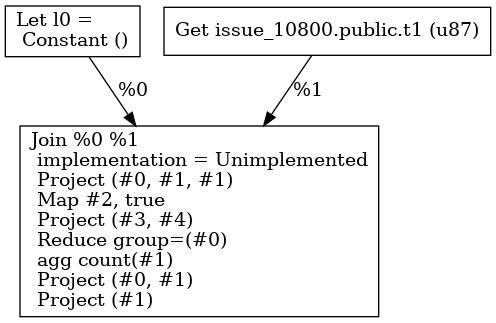 Let l0 =
Constant ()
Get issue_10800.public.t1 (u87)
%0
%1
Join %0 %1
implementation = Unimplemented
Project (#0, #1, #1)
Map #2, true
Project (#3, #4)
Reduce group=(#0)
agg count(#1)
Project (#0, #1)
Project (#1)